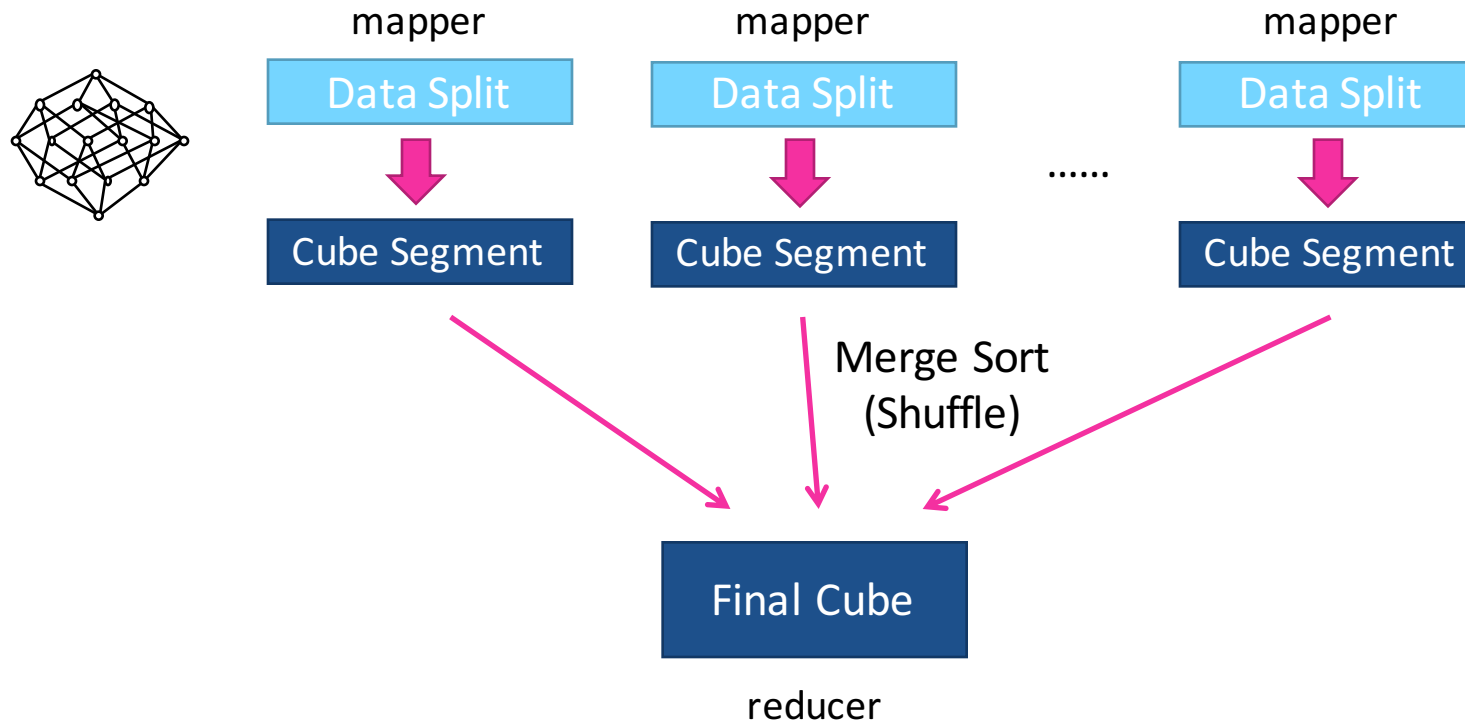 mapper
mapper
mapper
Data Split
Data Split
Data Split
......
Cube Segment
Cube Segment
Cube Segment
Merge Sort
(Shuffle)
Final Cube
reducer